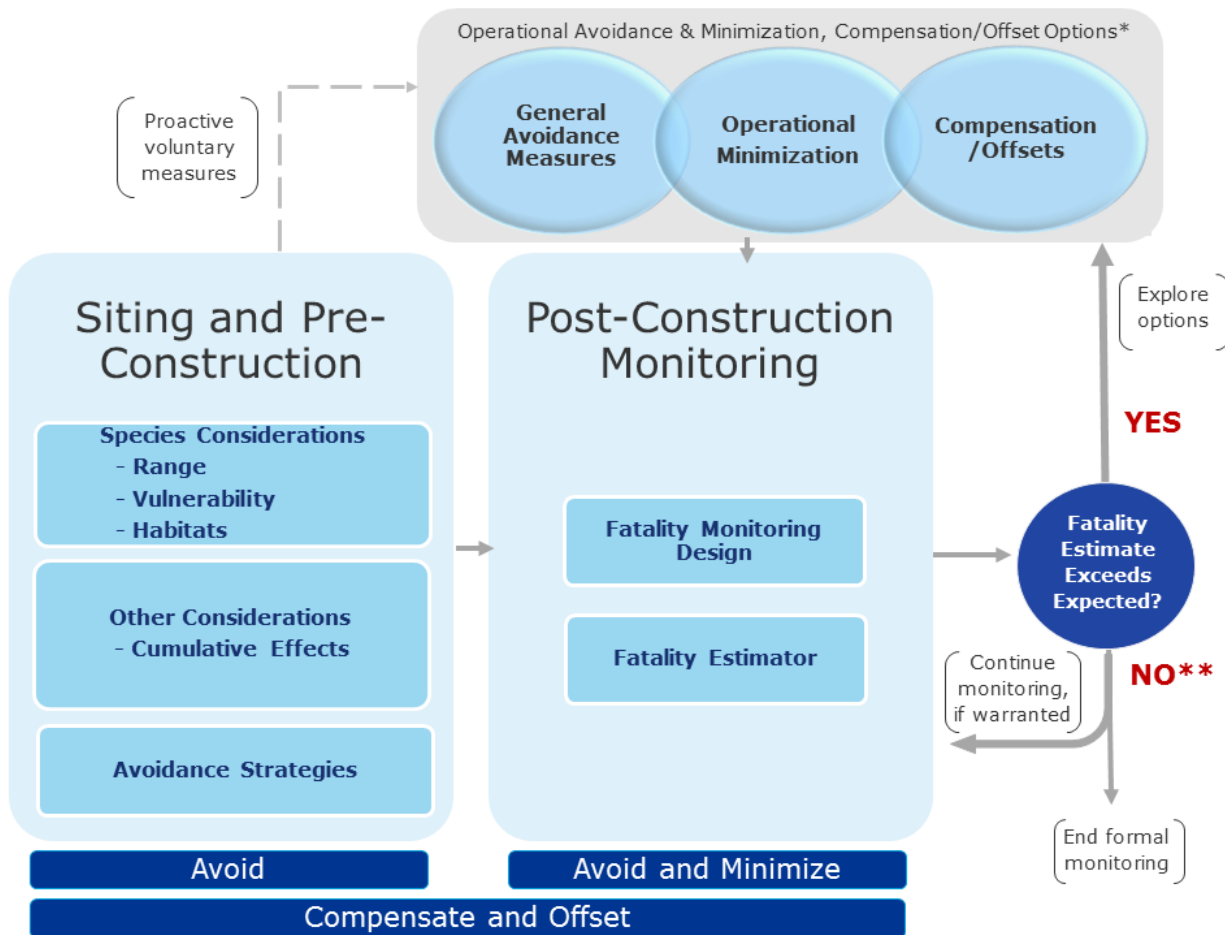 Operational Avoidance & Minimization, Compensation/Offset Options*
General
Avoidance
Measures
Operational
Minimization
Compensation
/Offsets
Proactive
voluntary
measures
Siting and Pre-
Construction
Species Considerations
- Range
- Vulnerability
- Habitats
Other Considerations
- Cumulative Effects
Avoidance Strategies
Post-Construction
Monitoring
Fatality Monitoring
Design
Fatality Estimator
Explore
options
YES
Fatality
Estimate
Exceeds
Expected?
NO**
Continue
monitoring,
if warranted
End formal
monitoring
Avoid
Avoid and Minimize
Compensate and Offset